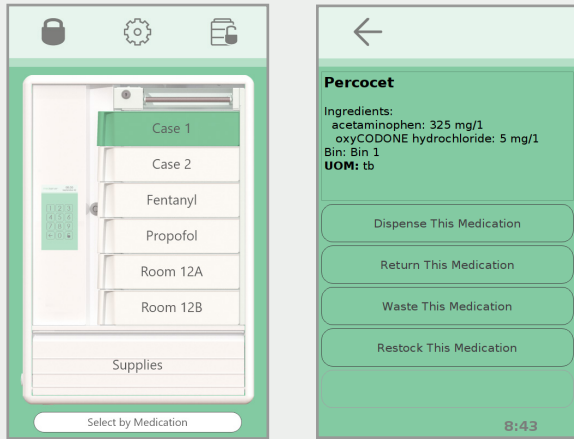 Case 1
Case 2
Fentanyl
Propofol
Room 12A
Room 12B
Supplies
Select by Medication
Percocet
Ingredients:
acetaminophen: 325 mg/1
oxyCODONE hydrochloride: 5 mg/1
Bin: Bin 1
UOM: tb
Dispense This Medication
Return This Medication
Waste This Medication
Restock This Medication
8:43